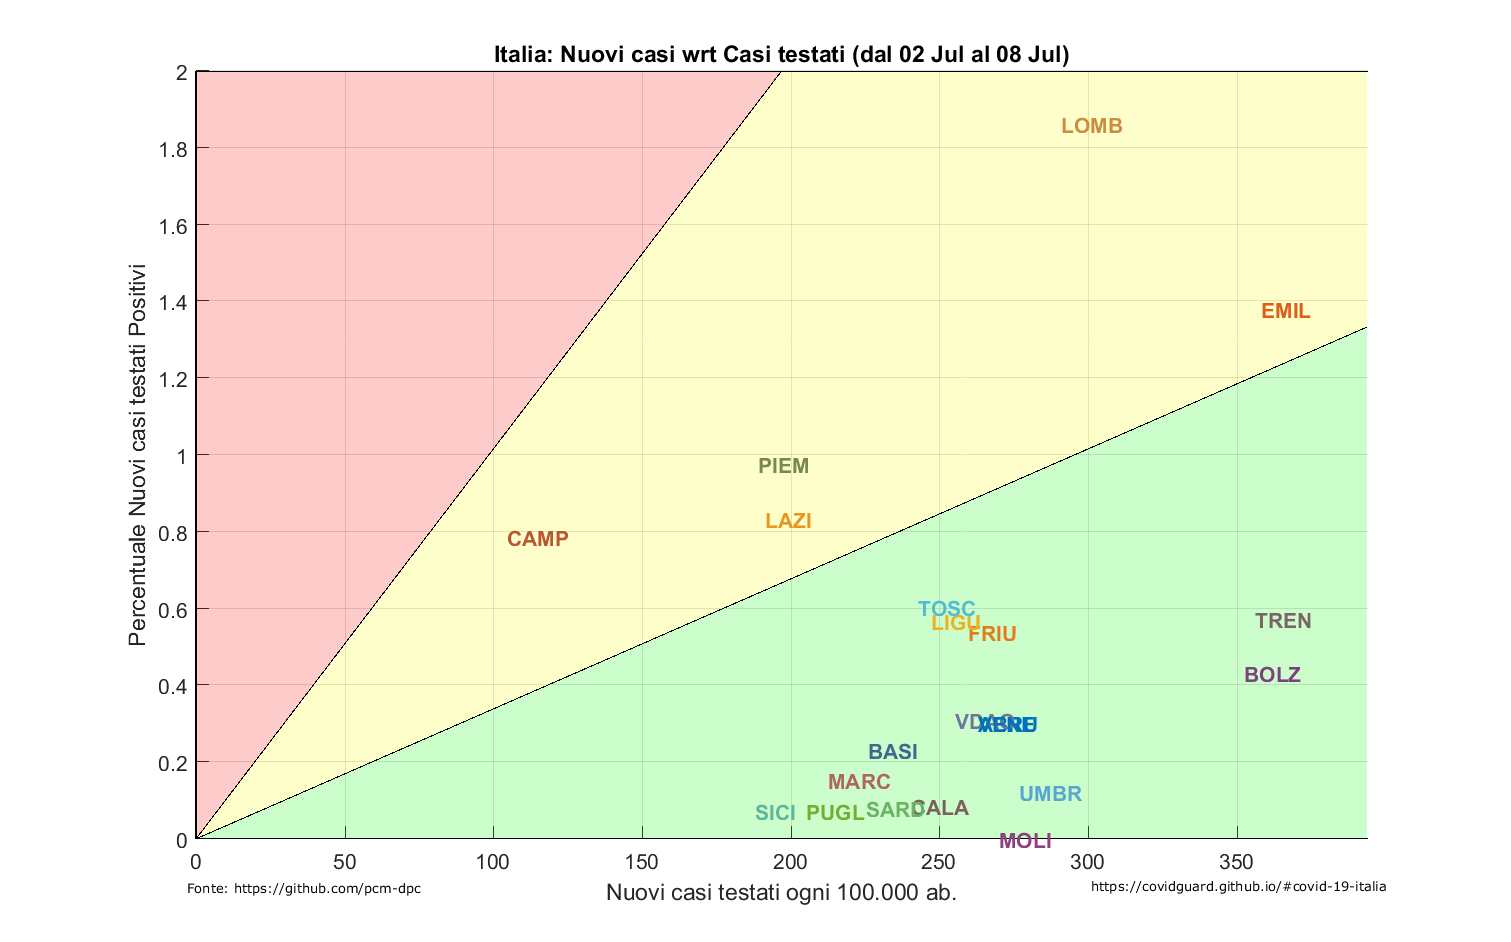 Italia: Nuovi casi wrt Casi testati (dal 02 Jul al 08 Jul)
2
1.8
1.6
1.4
1.2
1
0.8
0.6
0.4
0.2
0
Percentuale Nuovi casi testati Positivi
LOMB
EMIL
PIEM
LAZI
CAMP
TOSC
LIGU
FRIU
TREN
BOLZ
ABRU
BASI
MARC
UMBR
SICI
PUGL
SARD
CALA
MOLI
0 50 100 150 200 250 300 350
Nuovi casi testati ogni 100.000 ab.
Fonte: https://github.com/pcm-dpc
https://covidguard.github.io/#covid-19-italia